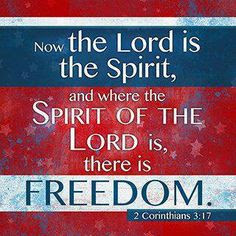 Now the Lord is
the Spirit,
and where the
Spirit of the
Lord is,
there is
FREEDOM.
2 Corinthians 3:17